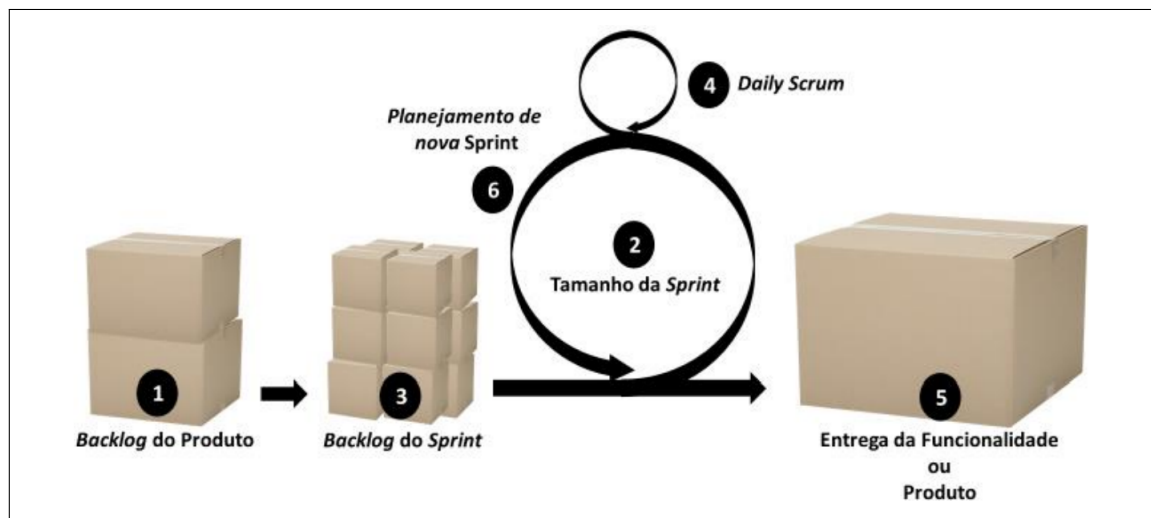 4 Daily Scrum
Planejamento de
nova Sprint
6
2
Tamanho da Sprint
1
Backlog do Produto
3
Backlog do Sprint
5
Entrega da Funcionalidade
ou
Produto